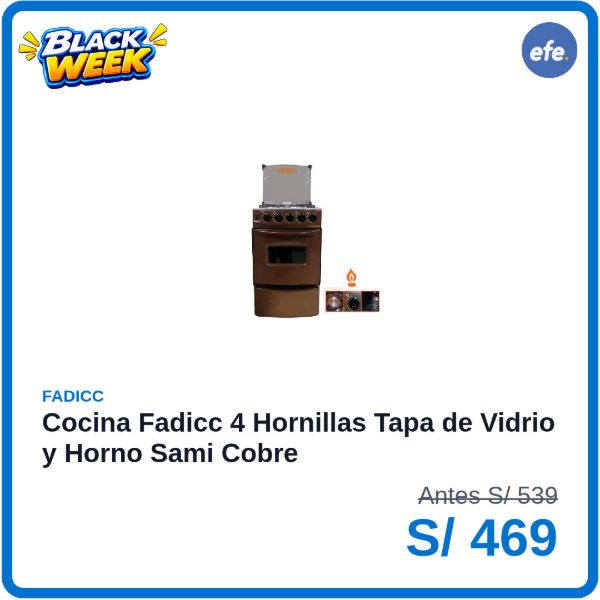 BLACK
WEEK
efe.
FADICC
Cocina Fadicc 4 Hornillas Tapa de Vidrio
y Horno Sami Cobre
Antes S/ 539
S/ 469